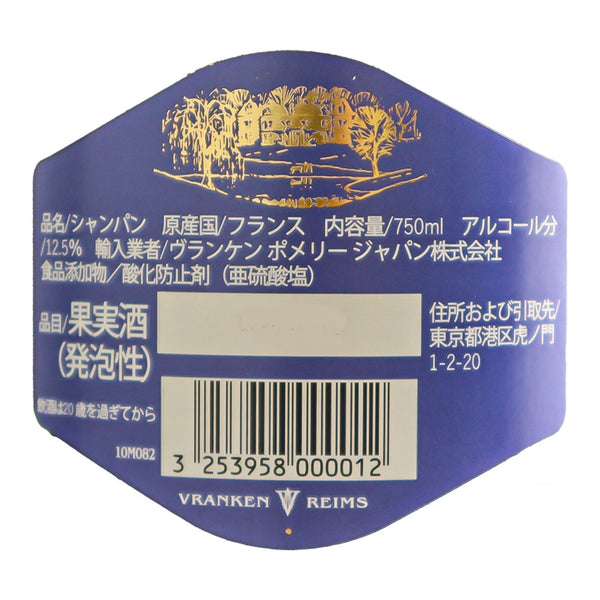 品名/シャンパン 原産国/フランス 内容量/750ml アルコール分
/12.5% 輸入業者/ヴランケン ポメリー ジャパン株式会社
食品添加物/酸化防止剤（亜硫酸塩）
品目/果実酒
（発泡性）
住所および引取先/
東京都港区虎ノ門
1-2-20
飲酒は20歳を過ぎてから
10M082
3 253958 000012
VRANKEN REIMS